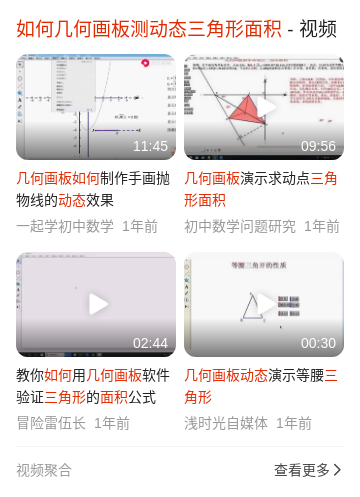 如何几何画板测动态三角形面积 - 视频
11:45
09:56
几何画板如何制作手画抛
物线的动态效果
一起学初中数学 1年前
几何画板演示求动点三角
形面积
初中数学问题研究 1年前
02:44
等腰三角形的性质
00:30
教你如何用几何画板软件
验证三角形的面积公式
冒险雷伍长 1年前
几何画板动态演示等腰三
角形
浅时光自媒体 1年前
视频聚合
查看更多